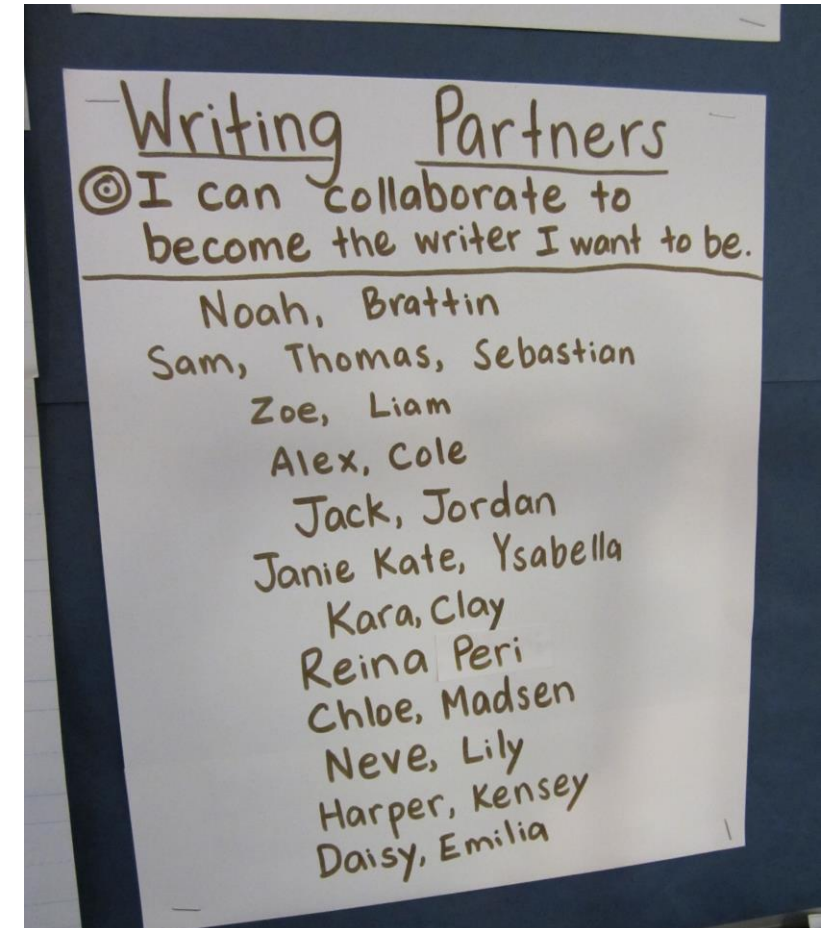 Writing Partners
I can collaborate to
become the writer I want to be.
Noah, Brattin
Sam, Thomas, Sebastian
Zoe, Liam
Alex, Cole
Jack, Jordan
Janie Kate, Ysabella
Kara, Clay
Reina Peri
Chloe, Madsen
Neve, Lily
Harper, Kensey
Daisy, Emilia